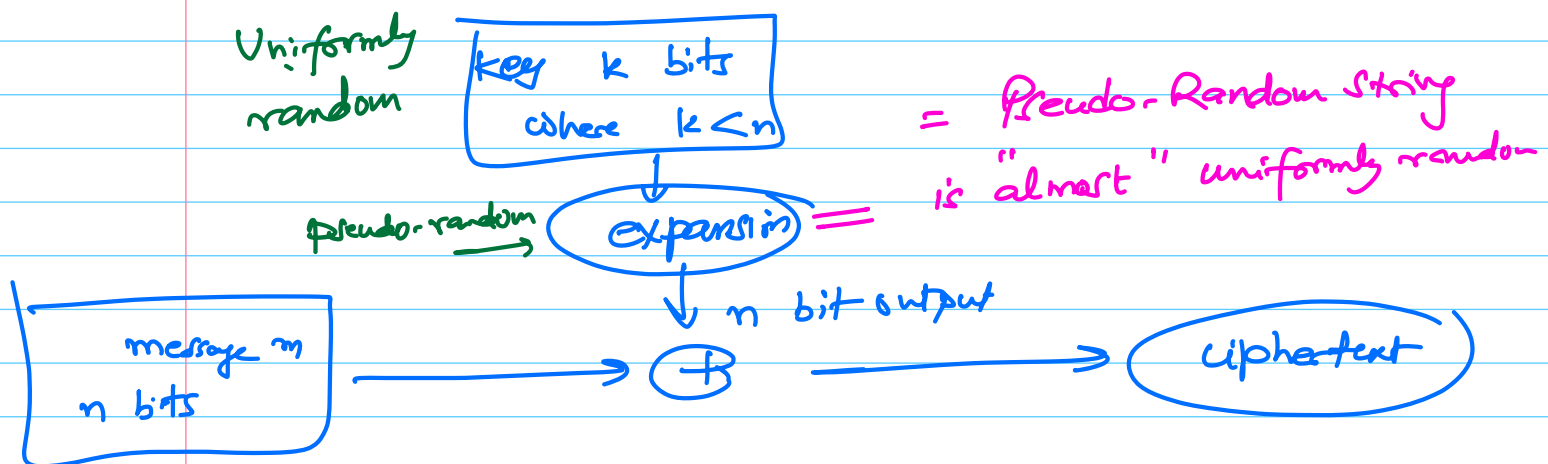 Uniformly
random
key k bits
where k < n
= Pseudo-Random String
is "almost" uniformly random
pseudo-random
expansion
n bit output
message m
n bits
⊕
ciphertext